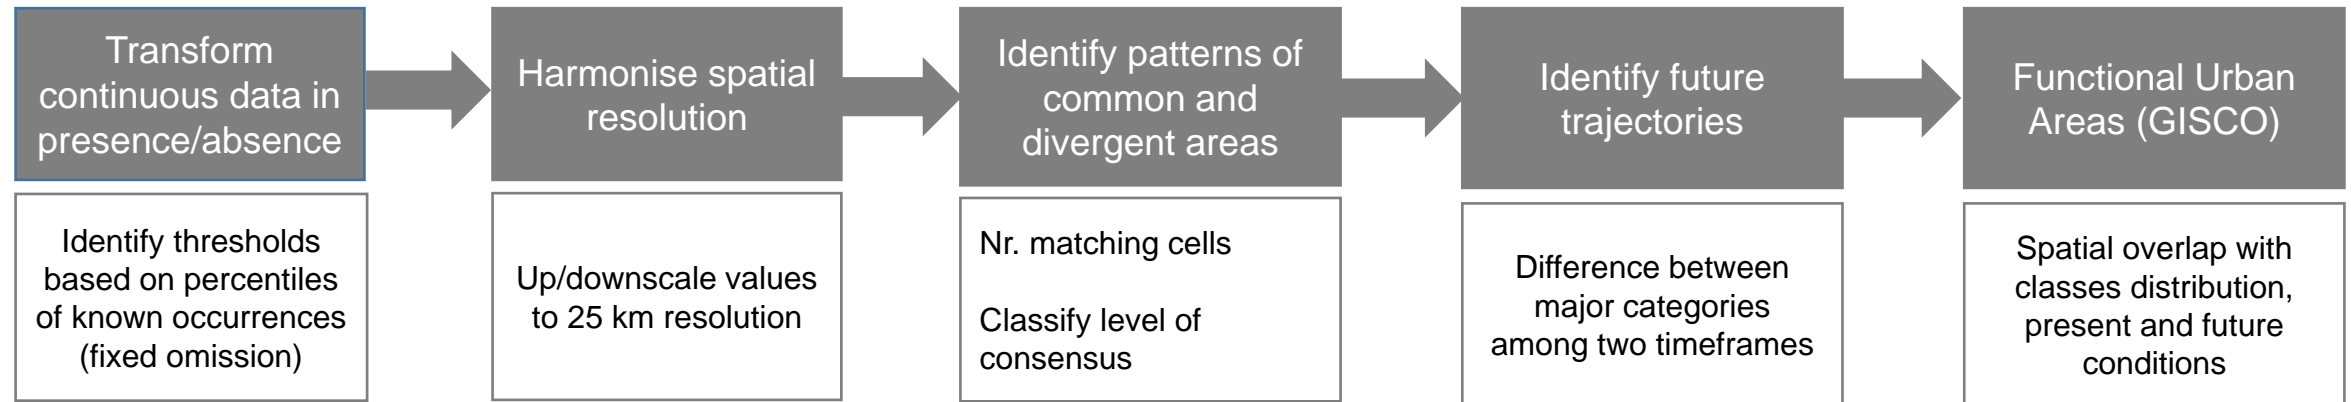 Transform
continuous data in
presence/absence
Identify thresholds
based on percentiles
of known occurrences
(fixed omission)
Harmonise spatial
resolution
Up/downscale values
to 25 km resolution
Identify patterns of
common and
divergent areas
Nr. matching cells
Classify level of
consensus
Identify future
trajectories
Difference between
major categories
among two timeframes
Functional Urban
Areas (GISCO)
Spatial overlap with
classes distribution,
present and future
conditions